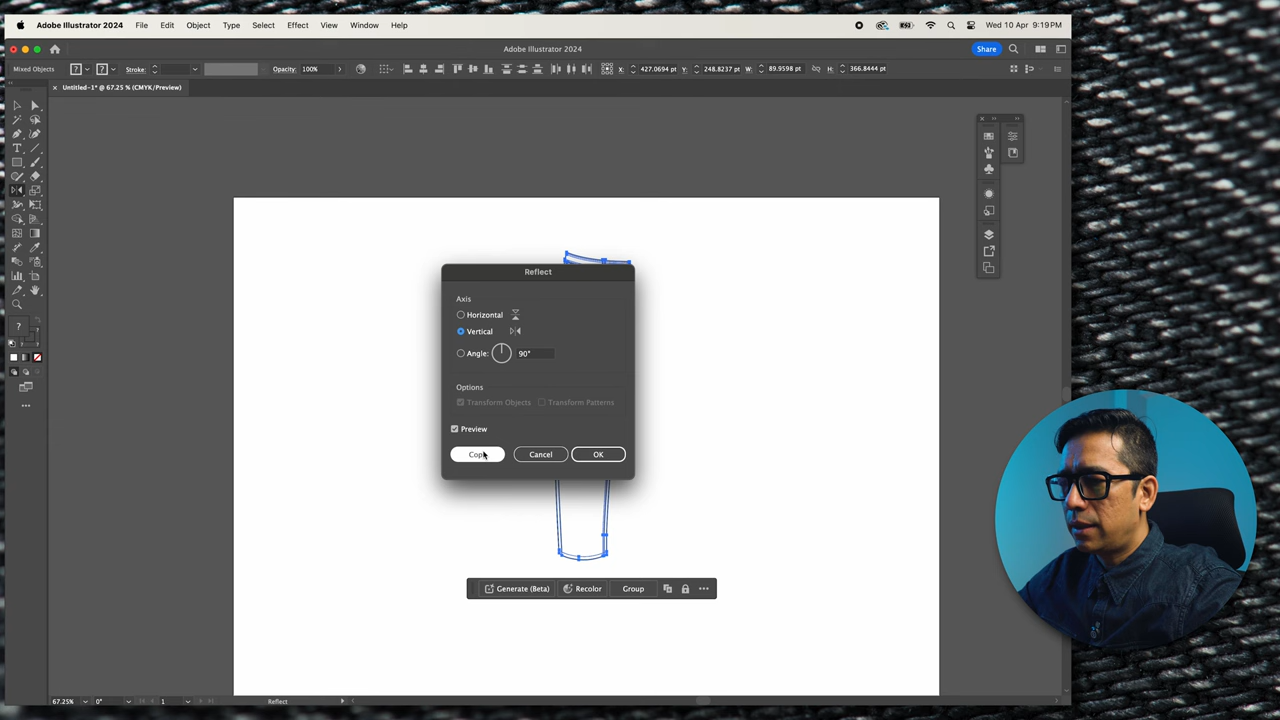 Adobe Illustrator 2024 File Edit Object Type Select Effect View Window Help Wed 10 Apr 9:19 PM
Adobe Illustrator 2024 Share
Mixed Objects ? ? Stroke: Opacity: 100% X: 427.0694 pt Y: 248.8237 pt W: 89.9598 pt H: 366.8444 pt
× Untitled-1* @ 67.25 % (CMYK/Preview)
Reflect
Axis
Horizontal
Vertical
Angle: 90°
Options
Transform Objects Transform Patterns
Preview
Copy Cancel OK
?
Generate (Beta) Recolor Group
67.25% 0° 1 Reflect